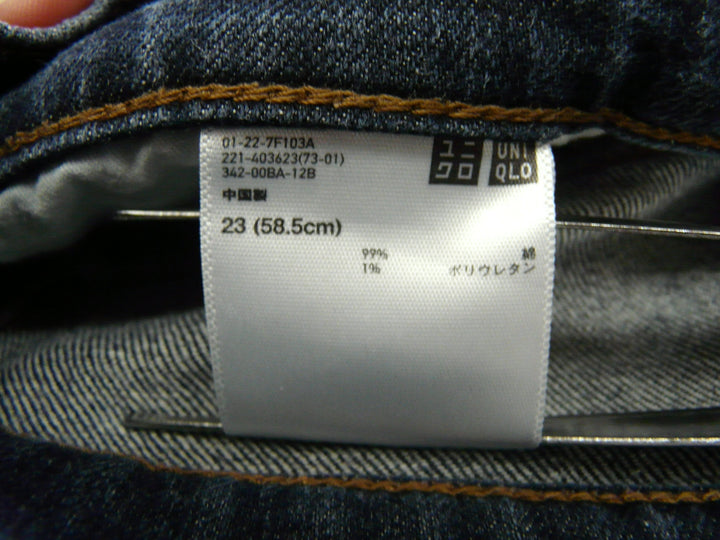 01-22-7F103A
221-403623(73-01)
342-00BA-12B
ユニ
クロ
UNI
QLO
中国製
23 (58.5cm)
99% 綿
1% ポリウレタン